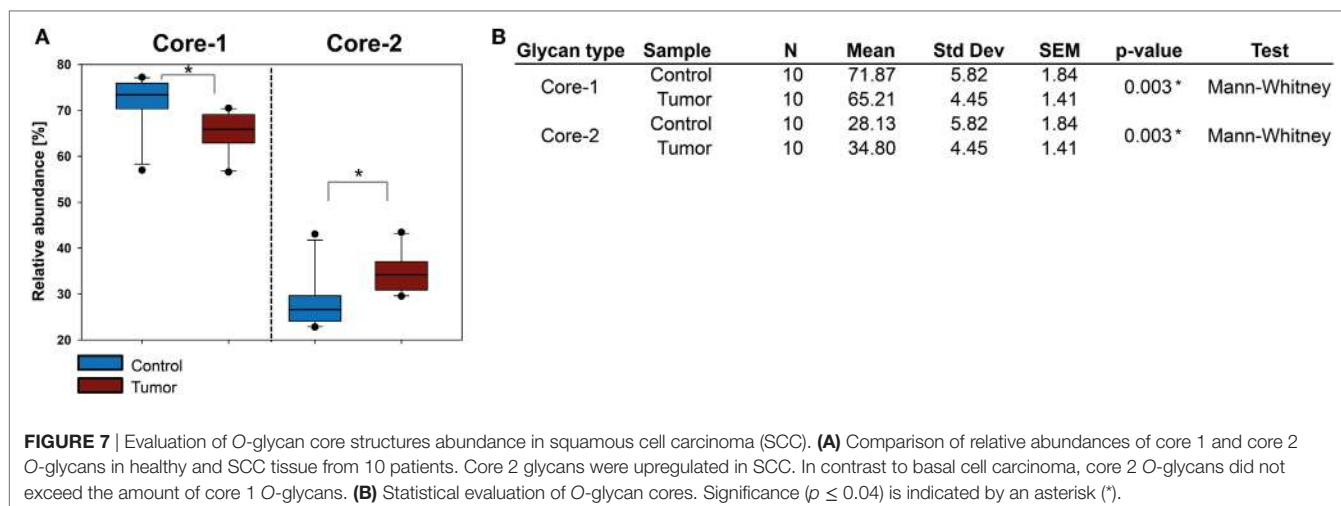 A
Core-1 Core-2
80
70
60
50
40
30
20
Relative abundance [%]
*
*
Control
Tumor
B
Glycan type Sample N Mean Std Dev SEM p-value Test
Core-1 Control 10 71.87 5.82 1.84 0.003 * Mann-Whitney
Tumor 10 65.21 4.45 1.41
Core-2 Control 10 28.13 5.82 1.84 0.003 * Mann-Whitney
Tumor 10 34.80 4.45 1.41
FIGURE 7 | Evaluation of O-glycan core structures abundance in squamous cell carcinoma (SCC). (A) Comparison of relative abundances of core 1 and core 2
O-glycans in healthy and SCC tissue from 10 patients. Core 2 glycans were upregulated in SCC. In contrast to basal cell carcinoma, core 2 O-glycans did not
exceed the amount of core 1 O-glycans. (B) Statistical evaluation of O-glycan cores. Significance (p ≤ 0.04) is indicated by an asterisk (*).